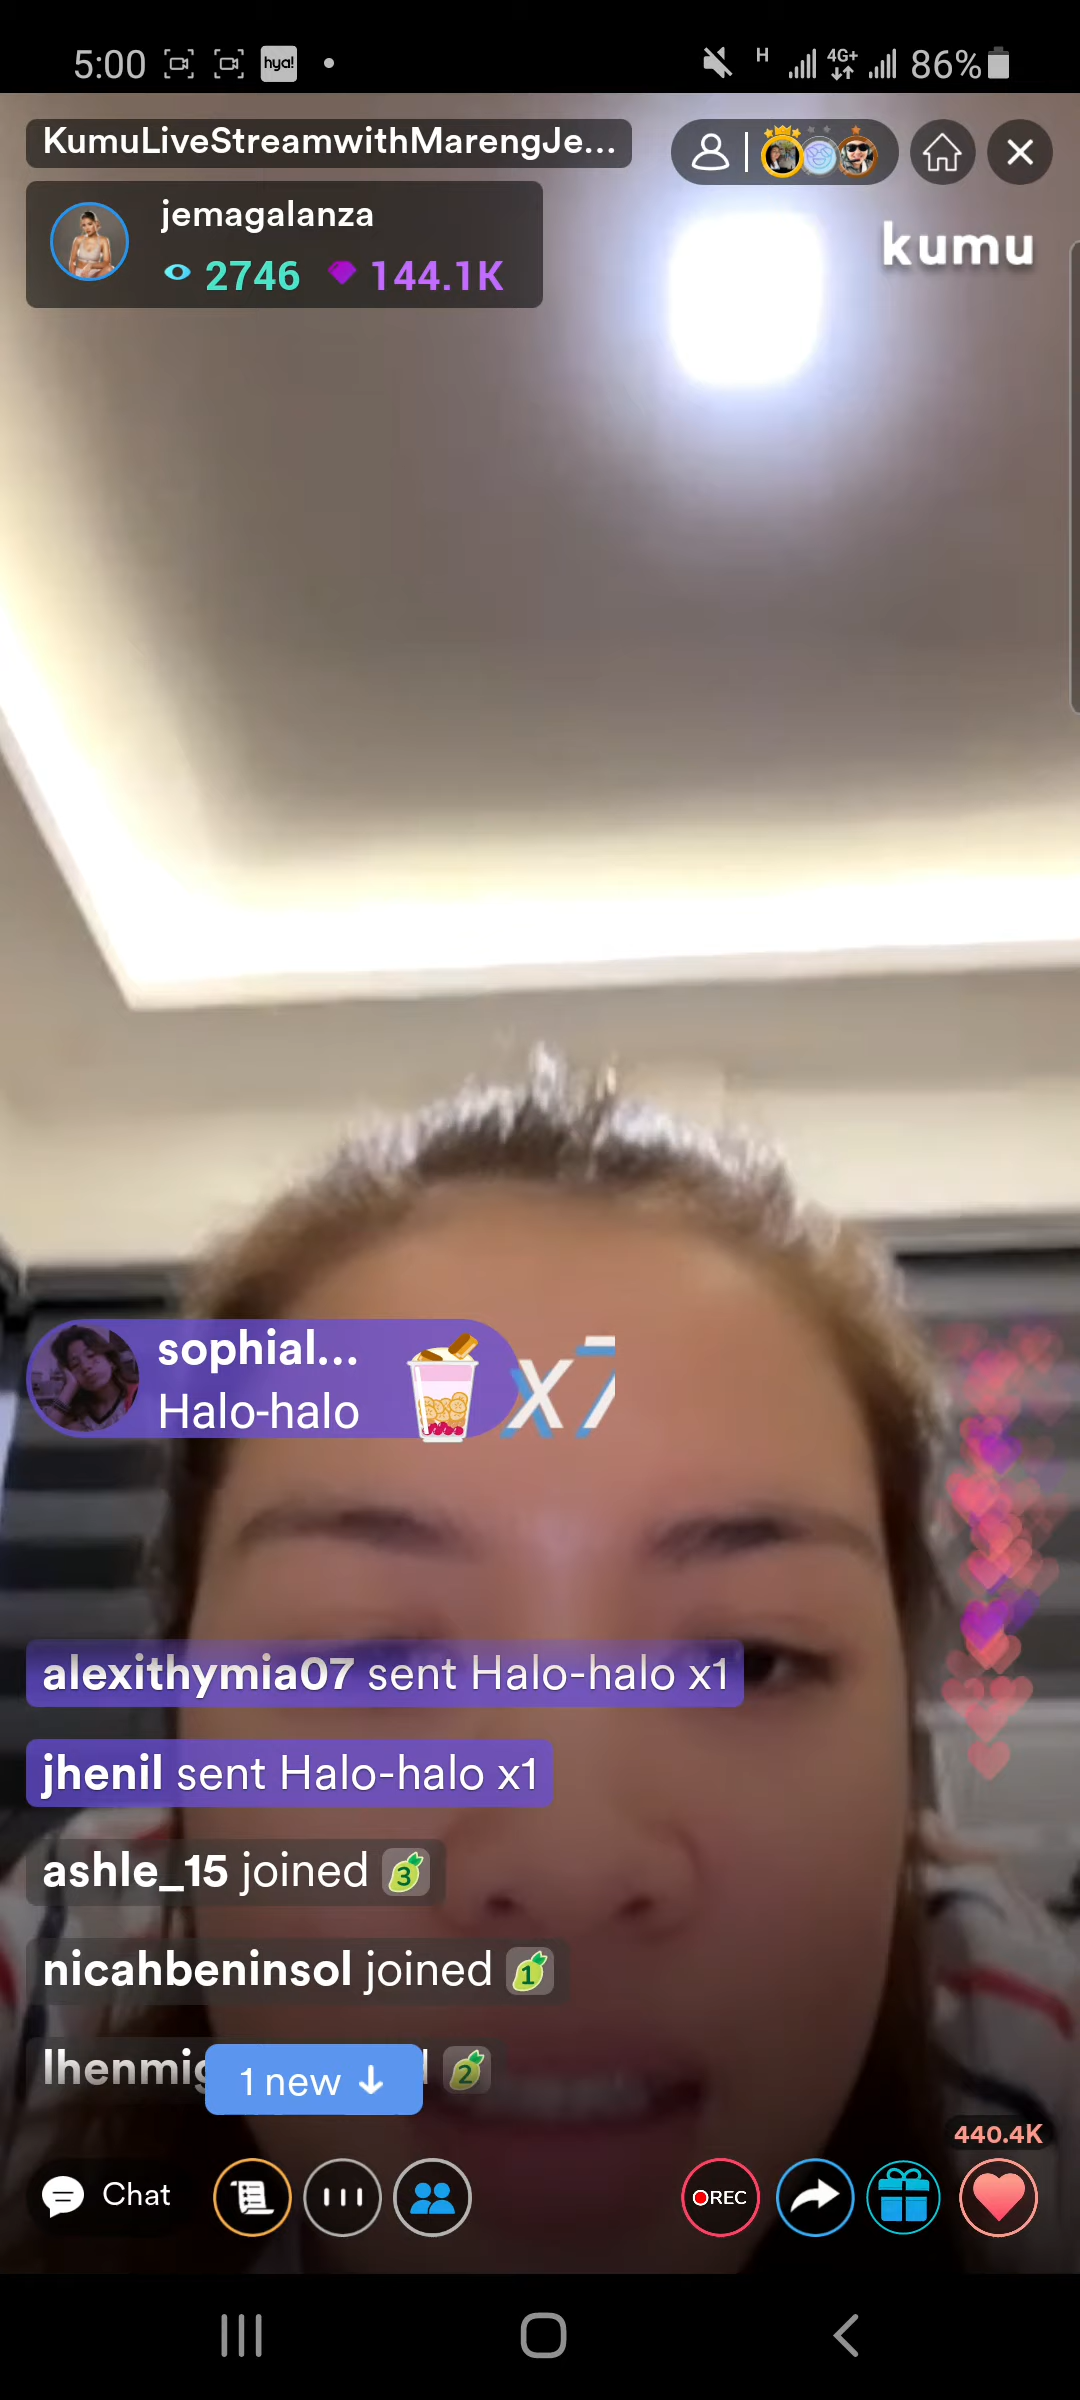 5:00
hya!
H
4G+
86%
KumuLiveStreamwithMarengJe...
jemagalanza
2746
144.1K
kumu
sophial...
Halo-halo
x7
alexithymia07 sent Halo-halo x1
jhenil sent Halo-halo x1
ashle_15 joined 3
nicahbeninsol joined 1
2
1 new
440.4K
Chat
REC